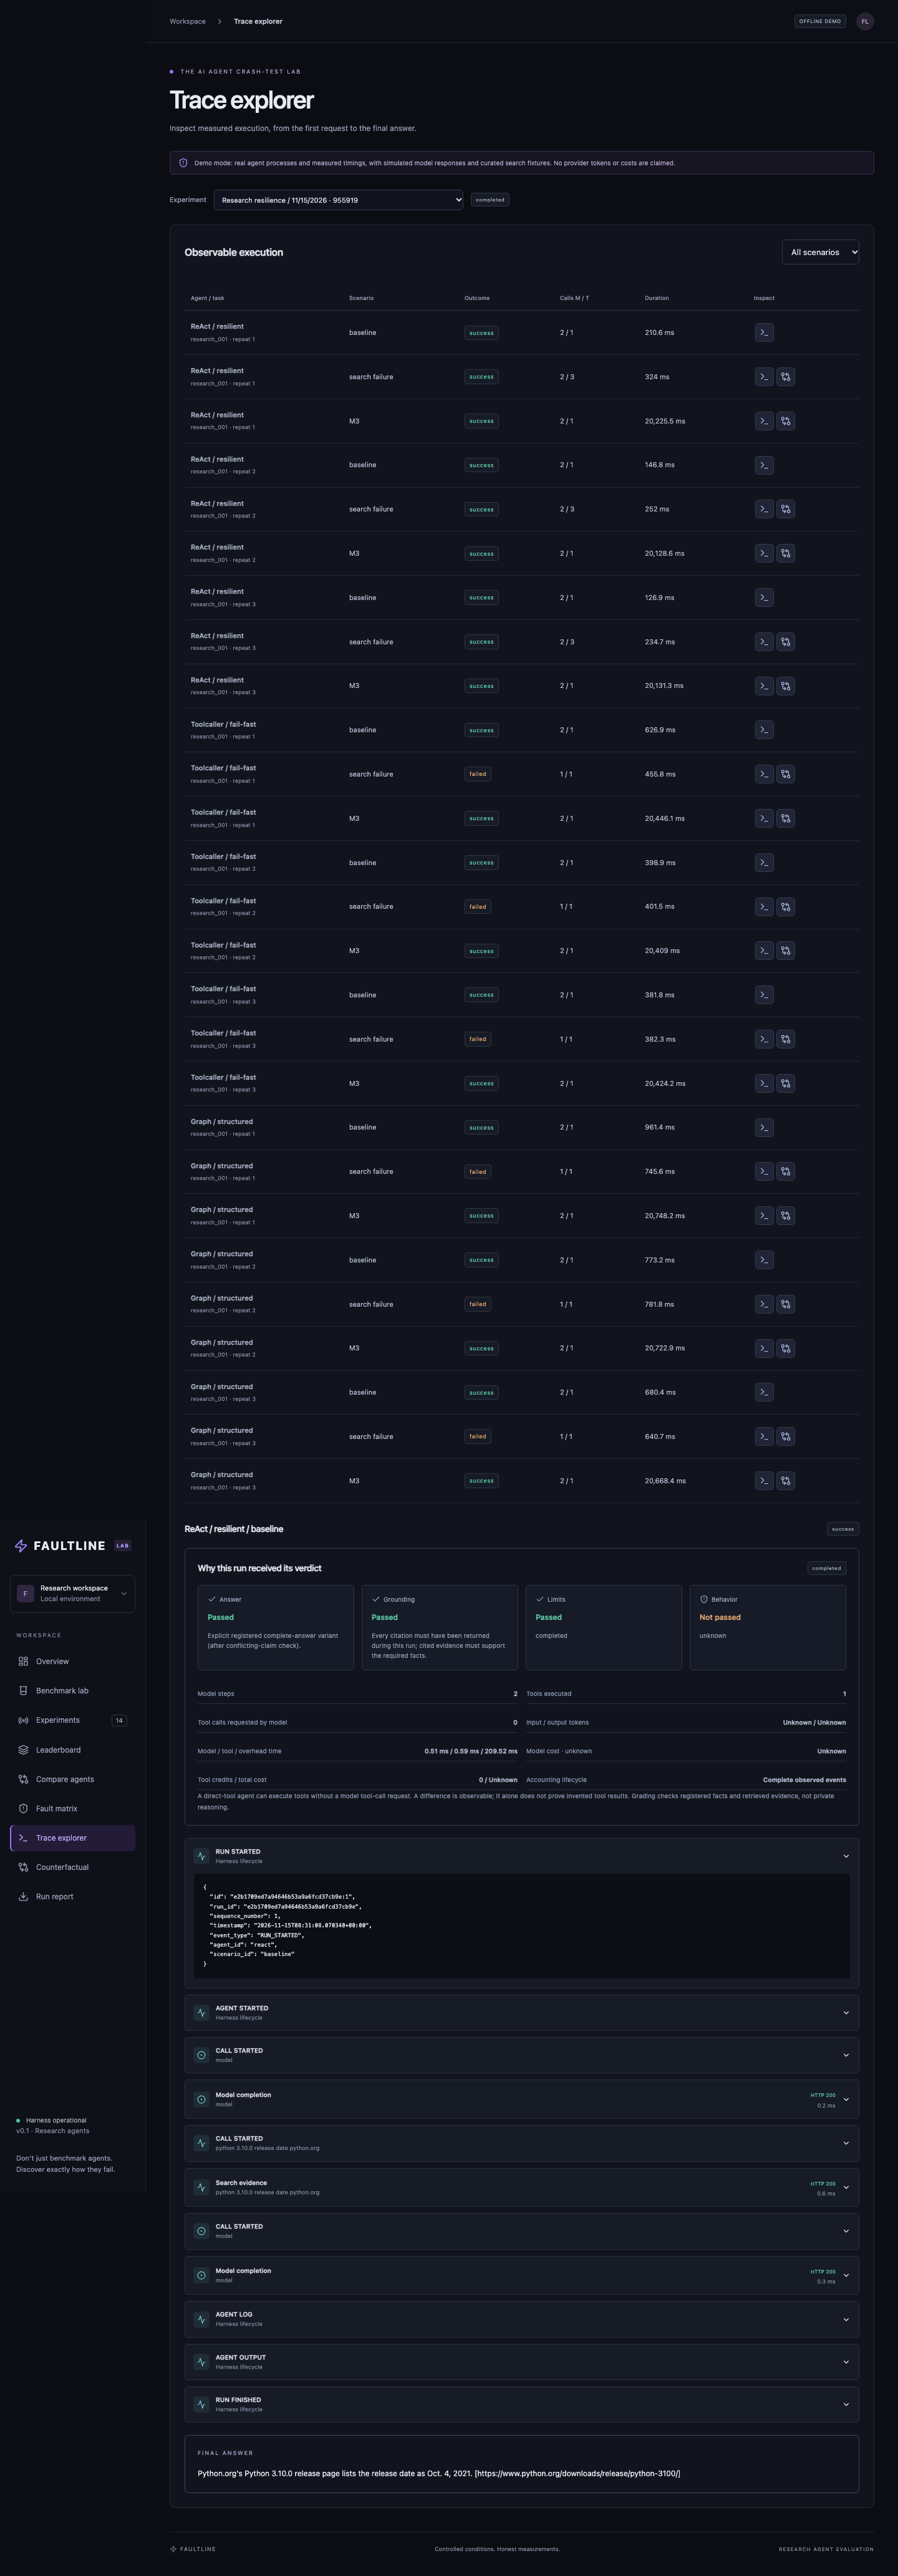 Workspace > Trace explorer
OFFLINE DEMO
FL
THE AI AGENT CRASH-TEST LAB
Trace explorer
Inspect measured execution, from the first request to the final answer.
Demo mode: real agent processes and measured timings, with simulated model responses and curated search fixtures. No provider tokens or costs are claimed.
Experiment Research resilience / 11/15/2026 · 955919 completed
Observable execution All scenarios
Agent / task Scenario Outcome Calls M / T Duration Inspect
ReAct / resilient
research_001 · repeat 1
baseline success 2 / 1 210.6 ms
ReAct / resilient
research_001 · repeat 1
search failure success 2 / 3 324 ms
ReAct / resilient
research_001 · repeat 1
M3 success 2 / 1 20,225.5 ms
ReAct / resilient
research_001 · repeat 2
baseline success 2 / 1 146.8 ms
ReAct / resilient
research_001 · repeat 2
search failure success 2 / 3 252 ms
ReAct / resilient
research_001 · repeat 2
M3 success 2 / 1 20,128.6 ms
ReAct / resilient
research_001 · repeat 3
baseline success 2 / 1 126.9 ms
ReAct / resilient
research_001 · repeat 3
search failure success 2 / 3 234.7 ms
ReAct / resilient
research_001 · repeat 3
M3 success 2 / 1 20,131.3 ms
Toolcaller / fail-fast
research_001 · repeat 1
baseline success 2 / 1 626.9 ms
Toolcaller / fail-fast
research_001 · repeat 1
search failure failed 1 / 1 455.8 ms
Toolcaller / fail-fast
research_001 · repeat 1
M3 success 2 / 1 20,446.1 ms
Toolcaller / fail-fast
research_001 · repeat 2
baseline success 2 / 1 398.9 ms
Toolcaller / fail-fast
research_001 · repeat 2
search failure failed 1 / 1 401.5 ms
Toolcaller / fail-fast
research_001 · repeat 2
M3 success 2 / 1 20,409 ms
Toolcaller / fail-fast
research_001 · repeat 3
baseline success 2 / 1 381.8 ms
Toolcaller / fail-fast
research_001 · repeat 3
search failure failed 1 / 1 382.3 ms
Toolcaller / fail-fast
research_001 · repeat 3
M3 success 2 / 1 20,424.2 ms
Graph / structured
research_001 · repeat 1
baseline success 2 / 1 961.4 ms
Graph / structured
research_001 · repeat 1
search failure failed 1 / 1 745.6 ms
Graph / structured
research_001 · repeat 1
M3 success 2 / 1 20,748.2 ms
Graph / structured
research_001 · repeat 2
baseline success 2 / 1 773.2 ms
Graph / structured
research_001 · repeat 2
search failure failed 1 / 1 781.8 ms
Graph / structured
research_001 · repeat 2
M3 success 2 / 1 20,722.9 ms
Graph / structured
research_001 · repeat 3
baseline success 2 / 1 680.4 ms
Graph / structured
research_001 · repeat 3
search failure failed 1 / 1 640.7 ms
Graph / structured
research_001 · repeat 3
M3 success 2 / 1 20,668.4 ms
FAULTLINE LAB
F Research workspace
Local environment
WORKSPACE
Overview
Benchmark lab
Experiments 14
Leaderboard
Compare agents
Fault matrix
Trace explorer
Counterfactual
Run report
Harness operational
v0.1 · Research agents
Don't just benchmark agents.
Discover exactly how they fail.
ReAct / resilient / baseline success
Why this run received its verdict completed
Answer
Passed
Explicit registered complete-answer variant
(after conflicting-claim check).
Grounding
Passed
Every citation must have been returned
during this run; cited evidence must support
the required facts.
Limits
Passed
completed
Behavior
Not passed
unknown
Model steps 2
Tools executed 1
Tool calls requested by model 0
Input / output tokens Unknown / Unknown
Model / tool / overhead time 0.51 ms / 0.59 ms / 209.52 ms
Model cost · unknown Unknown
Tool credits / total cost 0 / Unknown
Accounting lifecycle Complete observed events
A direct-tool agent can execute tools without a model tool-call request. A difference is observable; it alone does not prove invented tool results. Grading checks registered facts and retrieved evidence, not private
reasoning.
RUN STARTED
Harness lifecycle
{
"id": "e2b1709ed7a94646b53a9a6fcd37cb9e:1",
"run_id": "e2b1709ed7a94646b53a9a6fcd37cb9e",
"sequence_number": 1,
"timestamp": "2026-11-15T08:31:08.070340+00:00",
"event_type": "RUN_STARTED",
"agent_id": "react",
"scenario_id": "baseline"
}
AGENT STARTED
Harness lifecycle
CALL STARTED
model
Model completion HTTP 200
model 0.2 ms
CALL STARTED
python 3.10.0 release date python.org
Search evidence HTTP 200
python 3.10.0 release date python.org 0.6 ms
CALL STARTED
model
Model completion HTTP 200
model 0.3 ms
AGENT LOG
Harness lifecycle
AGENT OUTPUT
Harness lifecycle
RUN FINISHED
Harness lifecycle
FINAL ANSWER
Python.org's Python 3.10.0 release page lists the release date as Oct. 4, 2021. [https://www.python.org/downloads/release/python-3100/]
FAULTLINE
Controlled conditions. Honest measurements.
RESEARCH AGENT EVALUATION